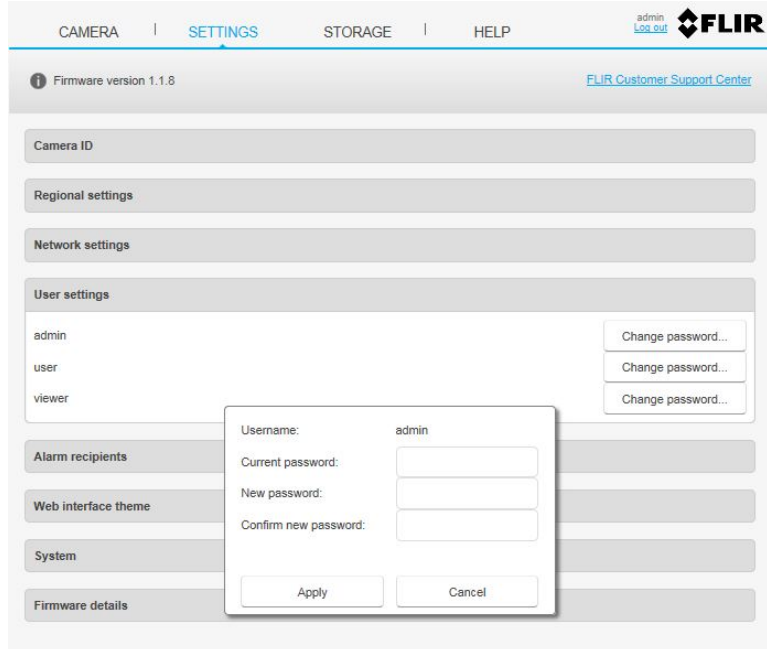 CAMERA | SETTINGS STORAGE | HELP
admin
Log out
FLIR
Firmware version 1.1.8
FLIR Customer Support Center
Camera ID
Regional settings
Network settings
User settings
admin Change password...
user Change password...
viewer Change password...
Username: admin
Current password:
New password:
Confirm new password:
Apply Cancel
Alarm recipients
Web interface theme
System
Firmware details